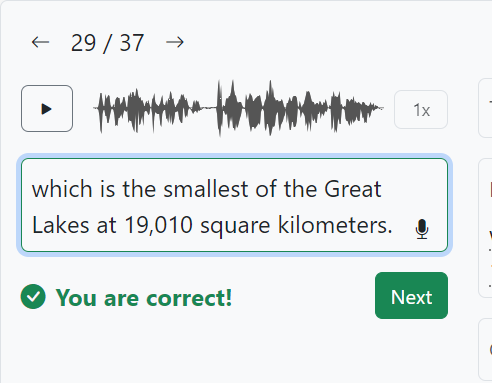 29 / 37
1x
which is the smallest of the Great
Lakes at 19,010 square kilometers.
You are correct!
Next